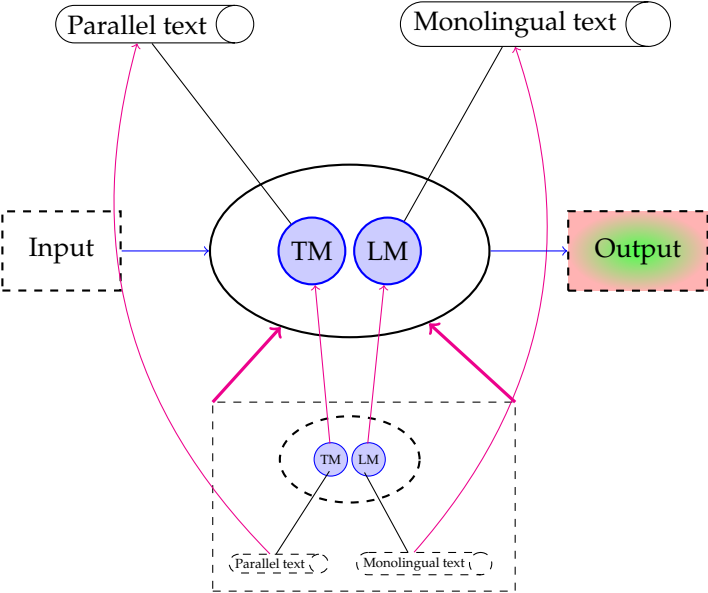 Parallel text
Monolingual text
Input
TM
LM
Output
TM
LM
Parallel text
Monolingual text